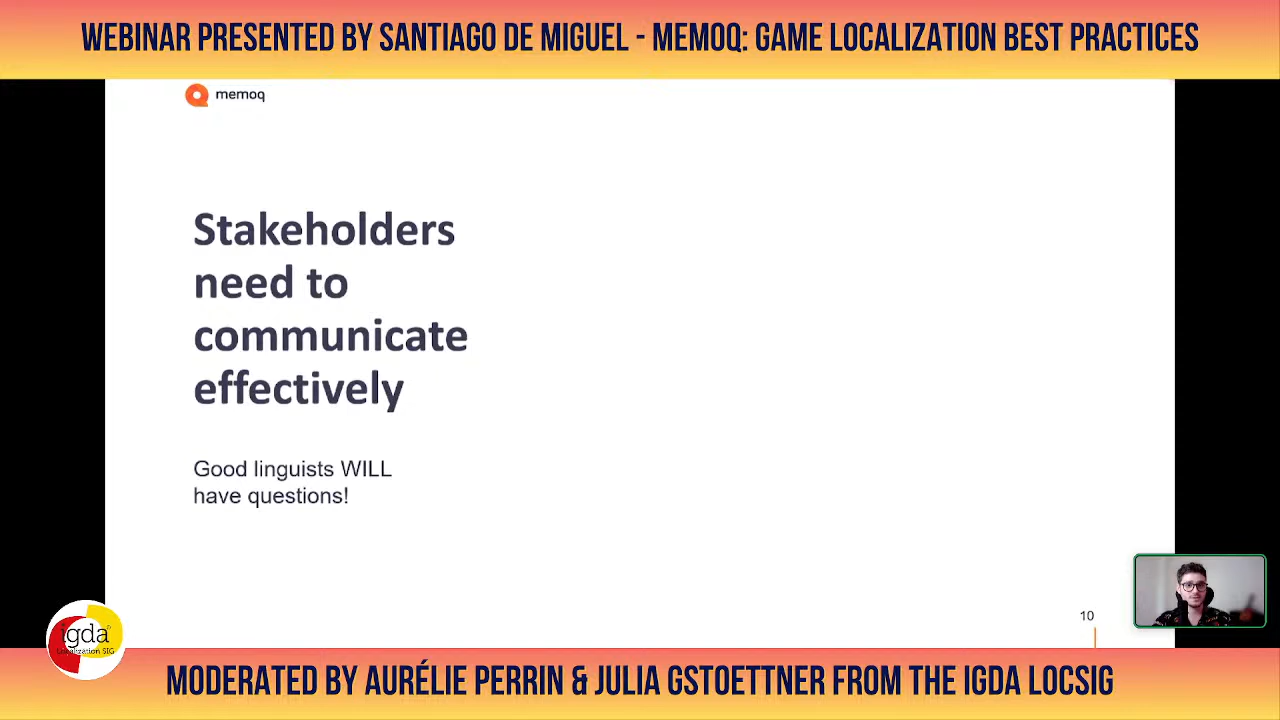 WEBINAR PRESENTED BY SANTIAGO DE MIGUEL - MEMOQ: GAME LOCALIZATION BEST PRACTICES
memoq
Stakeholders
need to
communicate
effectively
Good linguists WILL
have questions!
10
igda
Localization SIG
MODERATED BY AURÉLIE PERRIN & JULIA GSTOETTNER FROM THE IGDA LOCSIG